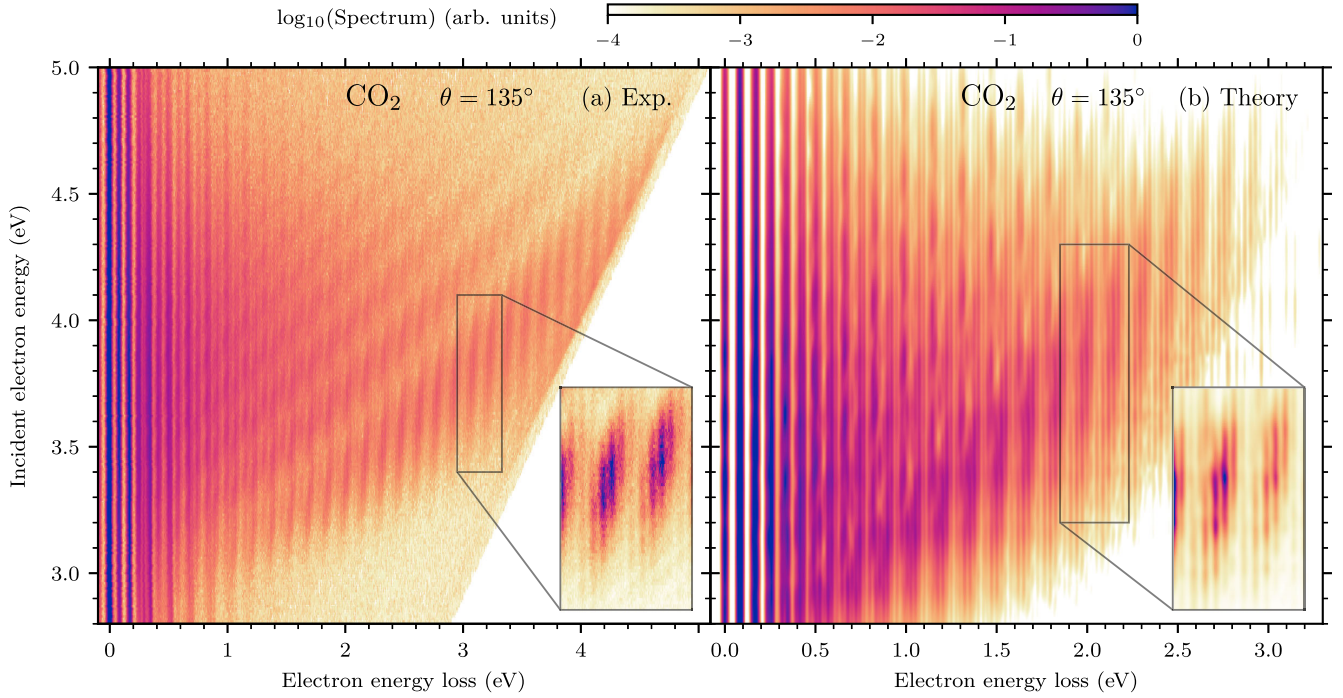 log₁₀(Spectrum) (arb. units)
−4 −3 −2 −1 0
CO₂ θ = 135° (a) Exp.
CO₂ θ = 135° (b) Theory
Incident electron energy (eV)
5.0
4.5
4.0
3.5
3.0
0 1 2 3 4
0.0 0.5 1.0 1.5 2.0 2.5 3.0
Electron energy loss (eV)
Electron energy loss (eV)